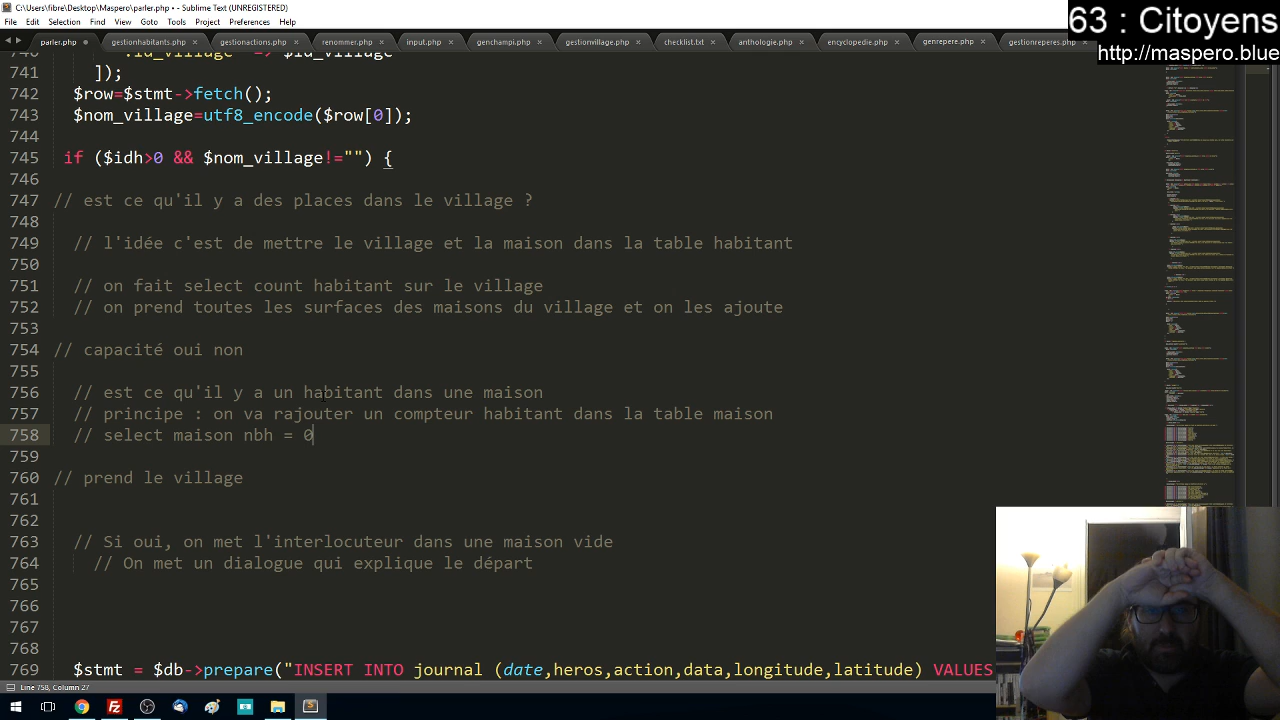 C:\Users\fibre\Desktop\Maspero\parler.php • - Sublime Text (UNREGISTERED)
63 : Citoyens
http://maspero.blue
File Edit Selection Find View Goto Tools Project Preferences Help
parler.php gestionhabitants.php gestionactions.php renommer.php input.php genchampi.php gestionvillage.php checklist.txt anthologie.php encyclopedie.php genrepere.php gestionreperes.php
741 ]);
742 $row=$stmt->fetch();
743 $nom_village=utf8_encode($row[0]);
744
745 if ($idh>0 && $nom_village!="") {
746
747 // est ce qu'il y a des places dans le village ?
748
749 // l'idée c'est de mettre le village et la maison dans la table habitant
750
751 // on fait select count habitant sur le village
752 // on prend toutes les surfaces des maisons du village et on les ajoute
753
754 // capacité oui non
755
756 // est ce qu'il y a un habitant dans une maison
757 // principe : on va rajouter un compteur habitant dans la table maison
758 // select maison nbh = 0
759
760 // prend le village
761
762
763 // Si oui, on met l'interlocuteur dans une maison vide
764 // On met un dialogue qui explique le départ
765
766
767
768
769 $stmt = $db->prepare("INSERT INTO journal (date,heros,action,data,longitude,latitude) VALUES
Line 758, Column 27